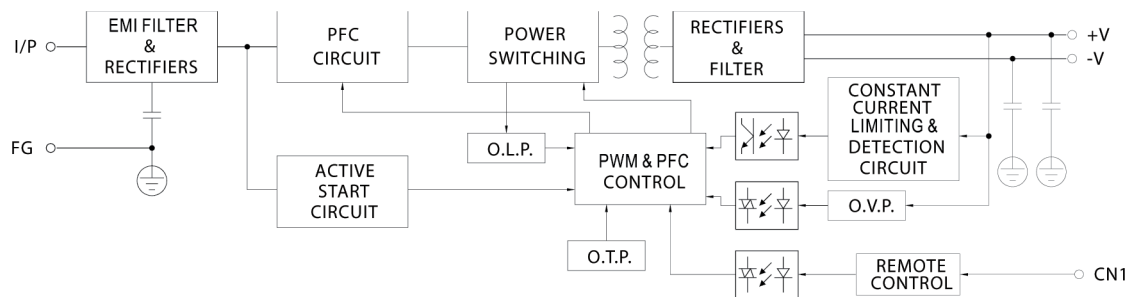 I/P
EMI FILTER
&
RECTIFIERS
PFC
CIRCUIT
POWER
SWITCHING
RECTIFIERS
&
FILTER
+V
-V
FG
O.L.P.
PWM & PFC
CONTROL
CONSTANT
CURRENT
LIMITING &
DETECTION
CIRCUIT
ACTIVE
START
CIRCUIT
O.V.P.
O.T.P.
REMOTE
CONTROL
CN1